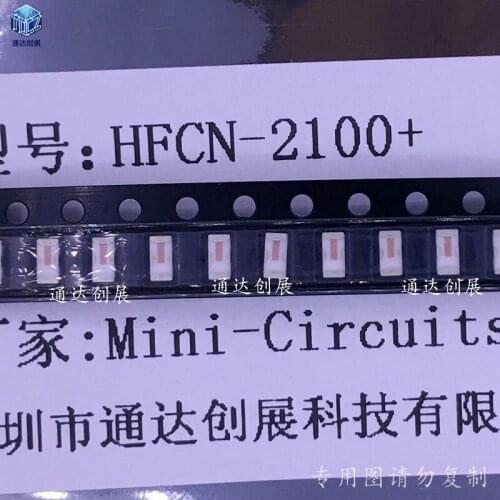 TDCZ
通达创展
型号:HFCN-2100+
通达创展 通达创展 通达创展
厂家:Mini-Circuits
圳市通达创展科技有限
专用图请勿复制